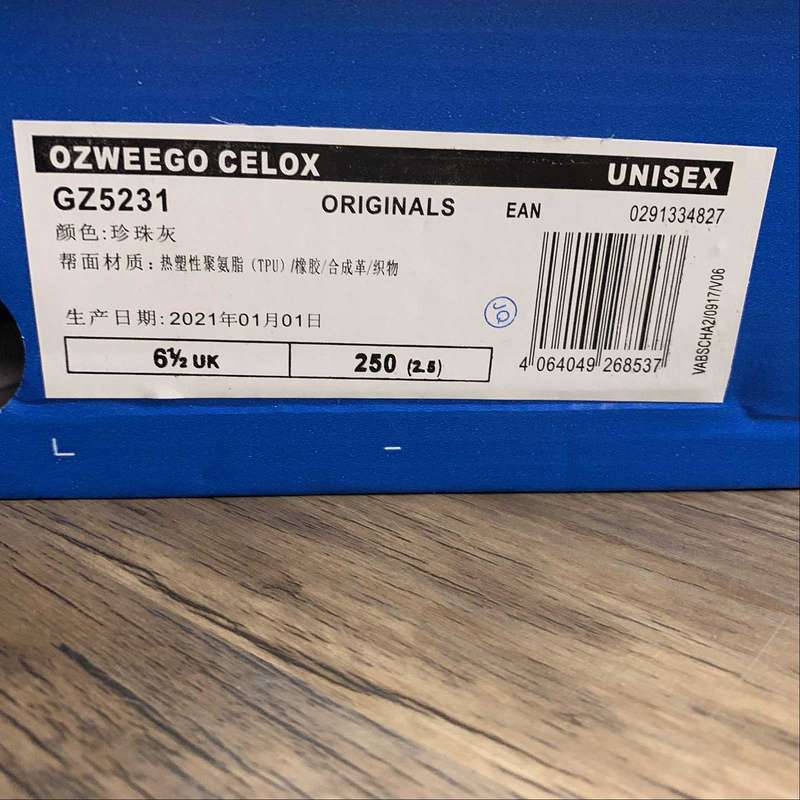 OZWEEGO CELOX UNISEX
GZ5231 ORIGINALS EAN 0291334827
颜色:珍珠灰
帮面材质:热塑性聚氨脂(TPU)/橡胶/合成革/织物
生产日期:2021年01月01日
6½ UK 250 (2.5)
4 064049 268537
VABSCHA2/0917/V06